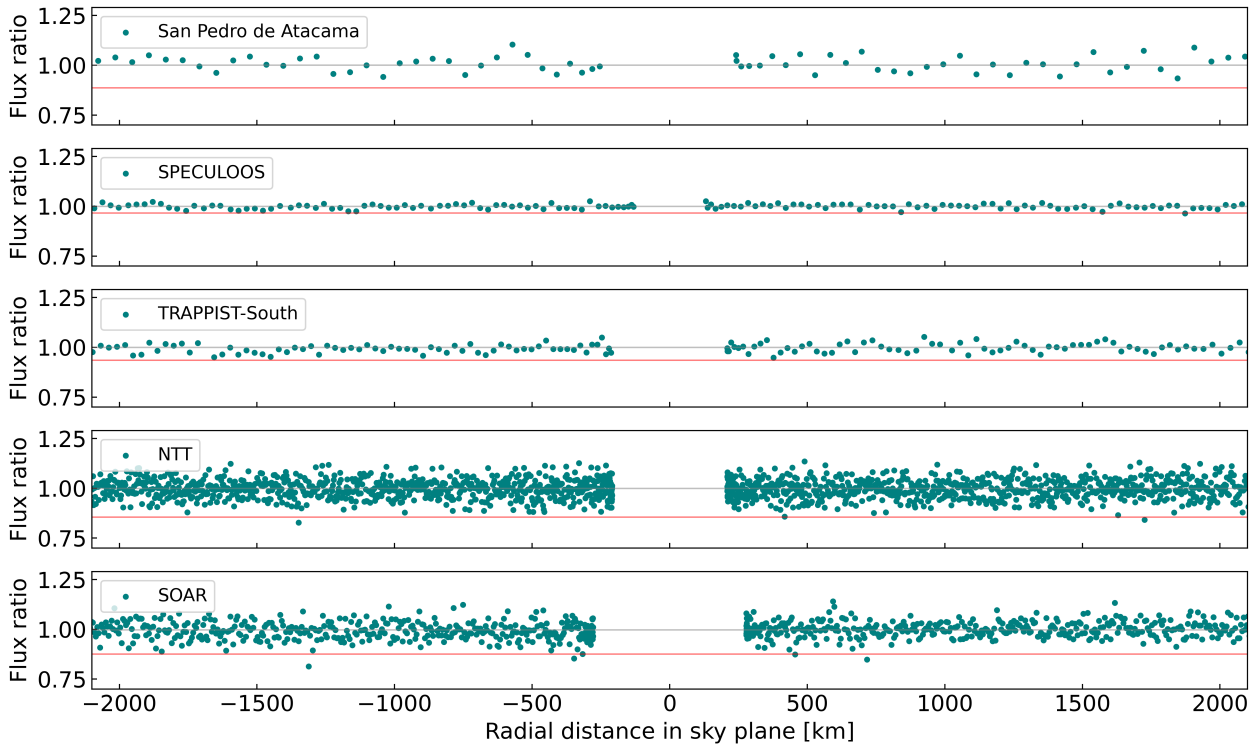 Flux ratio
1.25
1.00
0.75
San Pedro de Atacama
Flux ratio
1.25
1.00
0.75
SPECULOOS
Flux ratio
1.25
1.00
0.75
TRAPPIST-South
Flux ratio
1.25
1.00
0.75
NTT
Flux ratio
1.25
1.00
0.75
SOAR
−2000 −1500 −1000 −500 0 500 1000 1500 2000
Radial distance in sky plane [km]